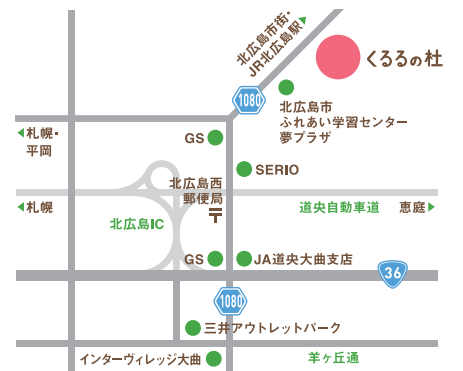 北広島市街・
JR北広島駅
くるるの杜
1080
北広島市
ふれあい学習センター
夢プラザ
札幌・
平岡
GS
SERIO
北広島西
郵便局
札幌
道央自動車道
恵庭
北広島IC
GS
JA道央大曲支店
36
1080
三井アウトレットパーク
インターヴィレッジ大曲
羊ヶ丘通